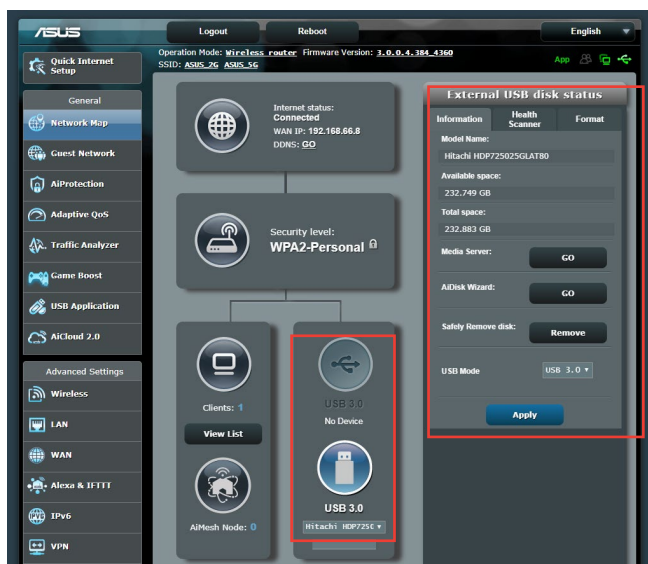 ASUS
Logout
Reboot
English
Quick Internet
Setup
Operation Mode: Wireless router Firmware Version: 3.0.0.4.384_4360
SSID: ASUS_2G ASUS_5G
App
General
Network Map
Guest Network
AiProtection
Adaptive QoS
Traffic Analyzer
Game Boost
USB Application
AiCloud 2.0
Advanced Settings
Wireless
LAN
WAN
Alexa & IFTTT
IPv6
VPN
Internet status:
Connected
WAN IP: 192.168.66.8
DDNS: GO
Security level:
WPA2-Personal
Clients: 1
View List
AiMesh Node: 0
USB 3.0
No Device
USB 3.0
Hitachi HDP725C
External USB disk status
Information
Health
Scanner
Format
Model Name:
Hitachi HDP725025GLAT80
Available space:
232.749 GB
Total space:
232.883 GB
Media Server:
GO
AiDisk Wizard:
GO
Safely Remove disk:
Remove
USB Mode
USB 3.0
Apply